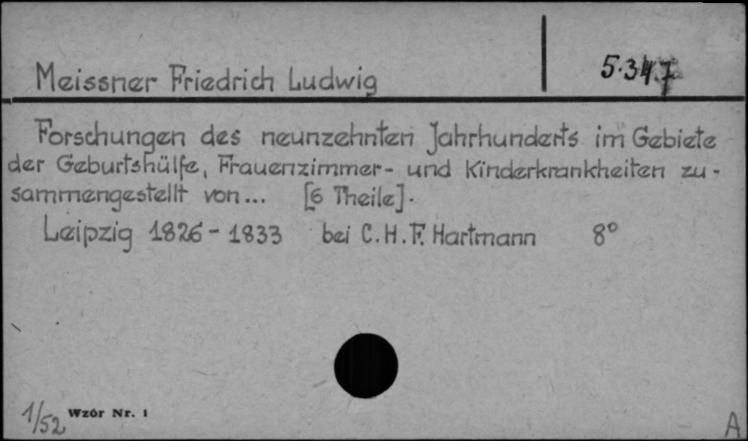 Meissner Friedrich Ludwig
5.347
Forschungen des neunzehnten Jahrhunderts im Gebiete
der Geburtshülfe, Frauenzimmer- und Kinderkrankheiten zu-
sammengestellt von... [6 Theile].
Leipzig 1826-1833 bei C.H.F. Hartmann 8°
1/52 Wzór Nr. 1
A